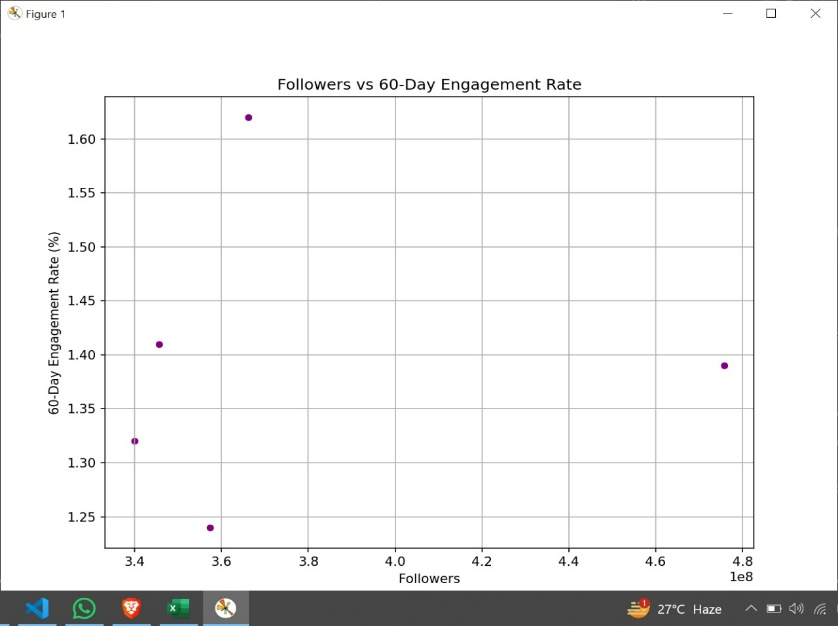 Figure 1
Followers vs 60-Day Engagement Rate
60-Day Engagement Rate (%)
1.60
1.55
1.50
1.45
1.40
1.35
1.30
1.25
3.4 3.6 3.8 4.0 4.2 4.4 4.6 4.8
1e8
Followers
1
27°C Haze